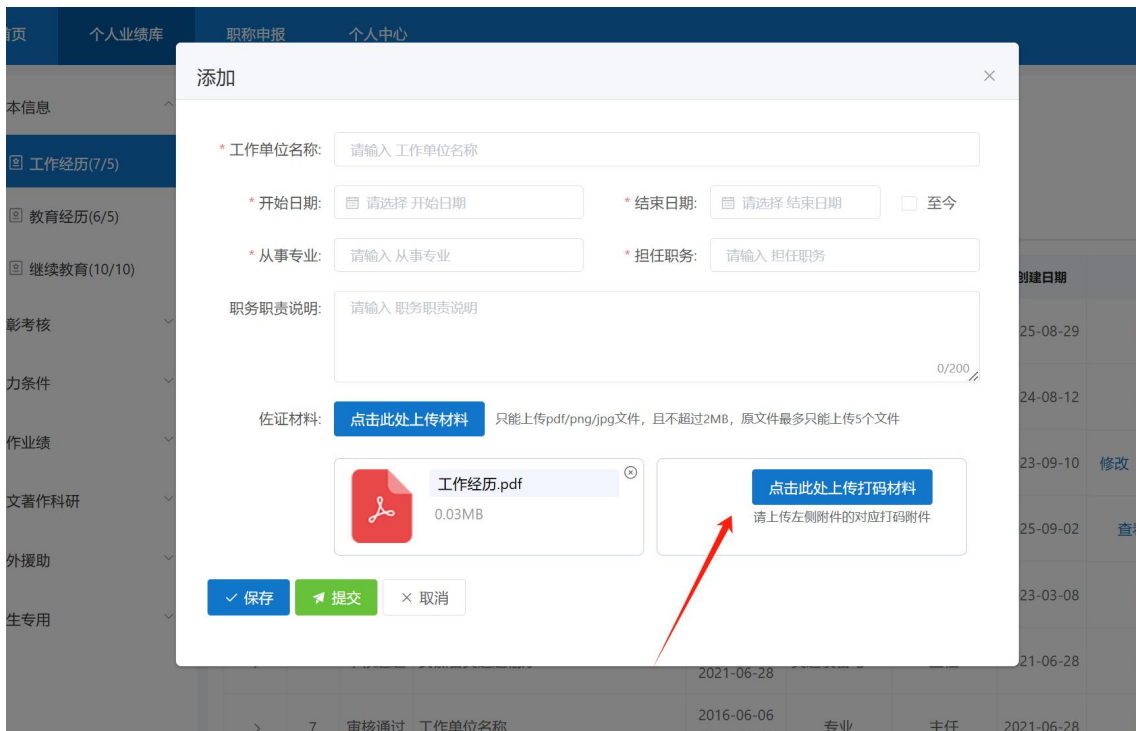 页 个人业绩库 职称申报 个人中心
添加
本信息
工作经历(7/5)
教育经历(6/5)
继续教育(10/10)
彰考核
力条件
作业绩
文著作科研
外援助
生专用
* 工作单位名称: 请输入 工作单位名称
* 开始日期: 请选择 开始日期 * 结束日期: 请选择 结束日期 至今
* 从事专业: 请输入 从事专业 * 担任职务: 请输入 担任职务
职务职责说明: 请输入 职务职责说明
0/200
佐证材料: 点击此处上传材料 只能上传pdf/png/jpg文件，且不超过2MB，原文件最多只能上传5个文件
工作经历.pdf
0.03MB
点击此处上传打码材料
请上传左侧附件的对应打码附件
保存 提交 取消
创建日期
25-08-29
24-08-12
23-09-10 修改
25-09-02
23-03-08
21-06-28
2021-06-28
7 审核通过 工作单位名称 2016-06-06 专业 主任 2021-06-28